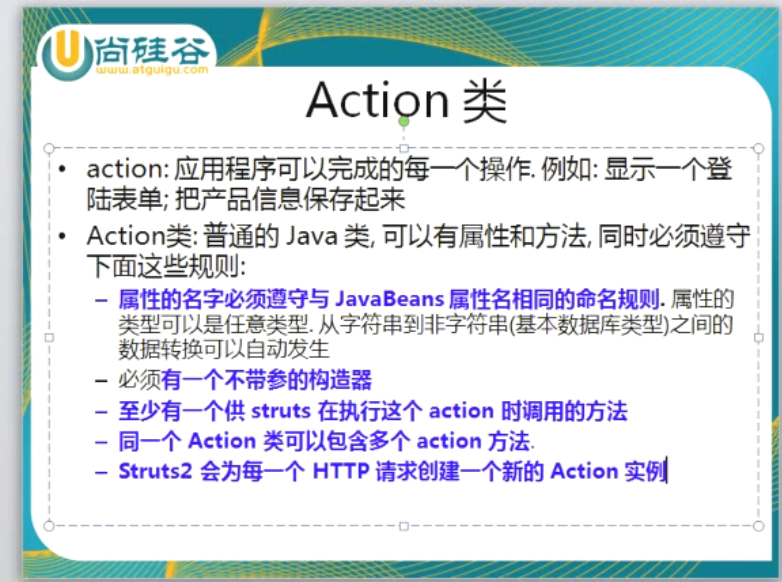 尚硅谷
www.atguigu.com
Action 类
• action: 应用程序可以完成的每一个操作. 例如: 显示一个登
陆表单; 把产品信息保存起来
• Action类: 普通的 Java 类, 可以有属性和方法, 同时必须遵守
下面这些规则:
– 属性的名字必须遵守与 JavaBeans 属性名相同的命名规则. 属性的
类型可以是任意类型. 从字符串到非字符串(基本数据库类型)之间的
数据转换可以自动发生
– 必须有一个不带参的构造器
– 至少有一个供 struts 在执行这个 action 时调用的方法
– 同一个 Action 类可以包含多个 action 方法.
– Struts2 会为每一个 HTTP 请求创建一个新的 Action 实例